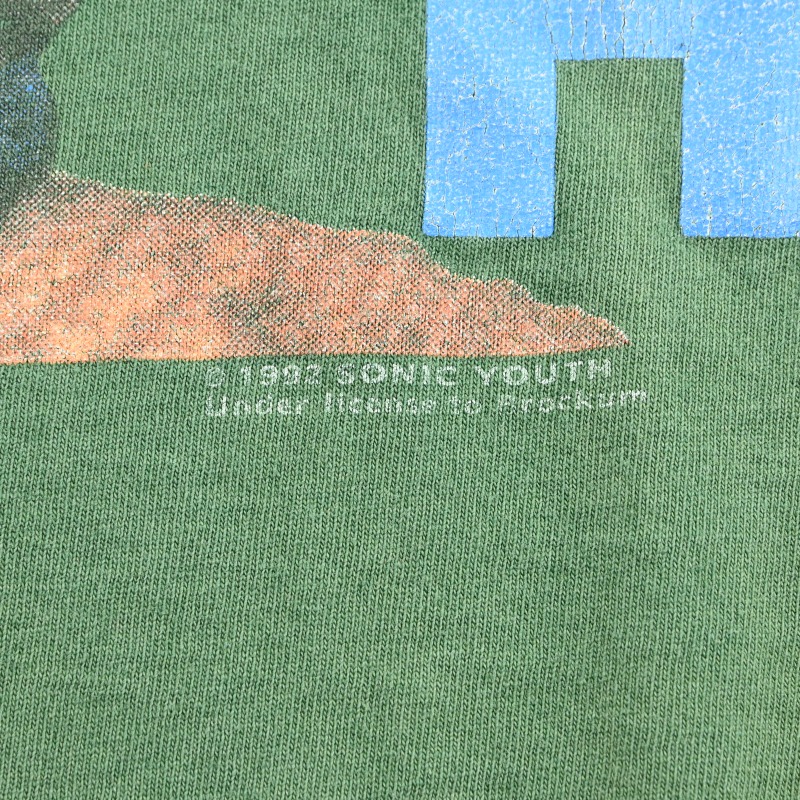 © 1992 SONIC YOUTH
Under license to Brockum